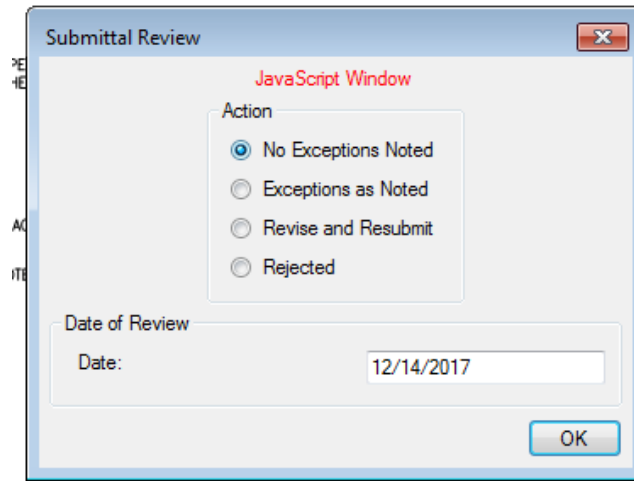 Submittal Review
JavaScript Window
Action
No Exceptions Noted
Exceptions as Noted
Revise and Resubmit
Rejected
Date of Review
Date: 12/14/2017
OK